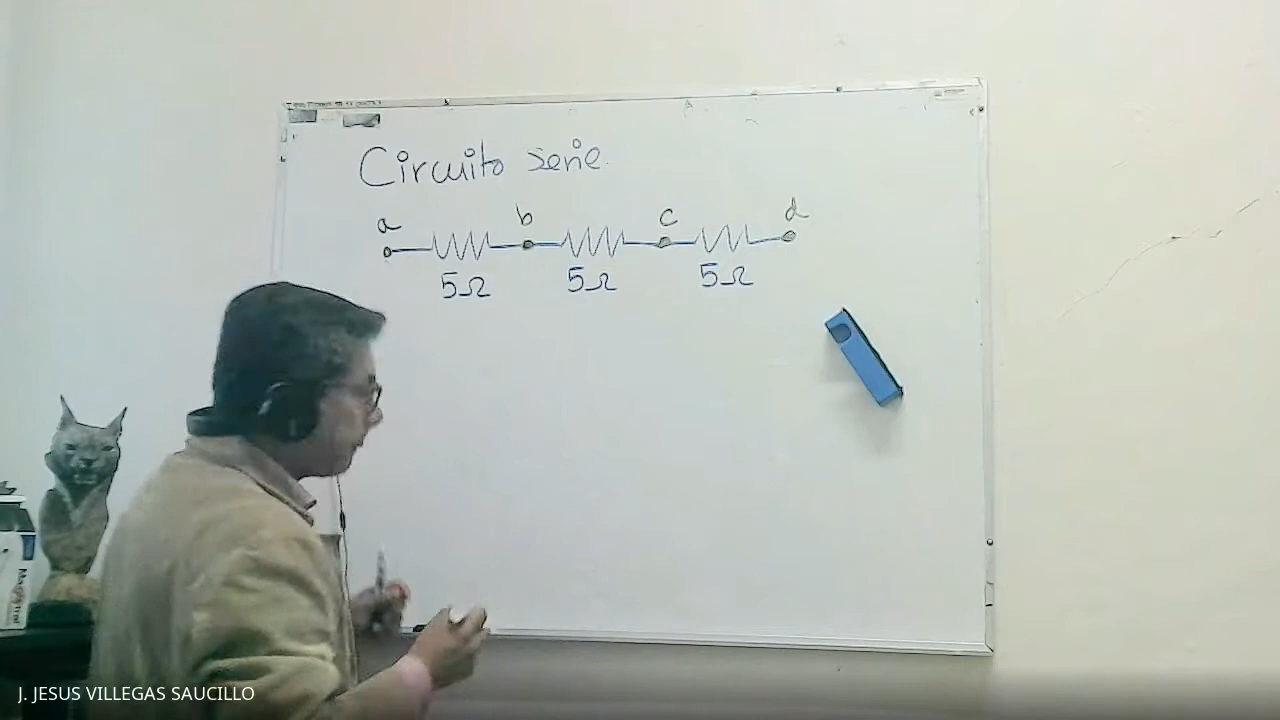 Circuito serie
a b c d
5Ω 5Ω 5Ω
J. JESUS VILLEGAS SAUCILLO